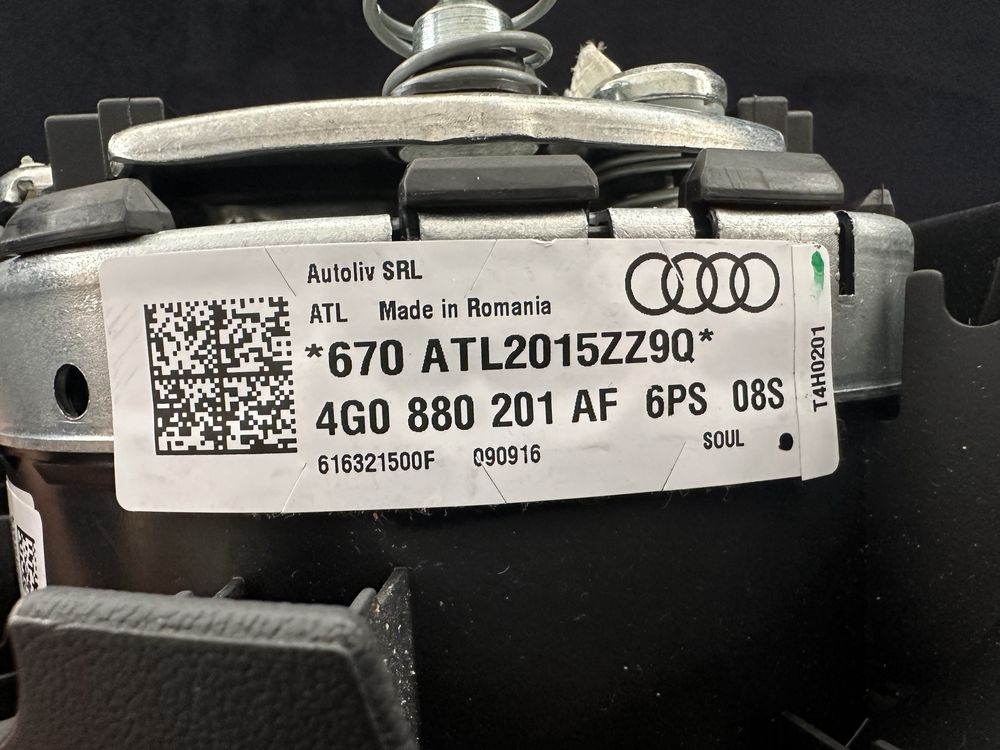 Autoliv SRL
ATL Made in Romania
*670 ATL2015ZZ9Q*
4G0 880 201 AF 6PS 08S
616321500F 090916 SOUL
T4H0201